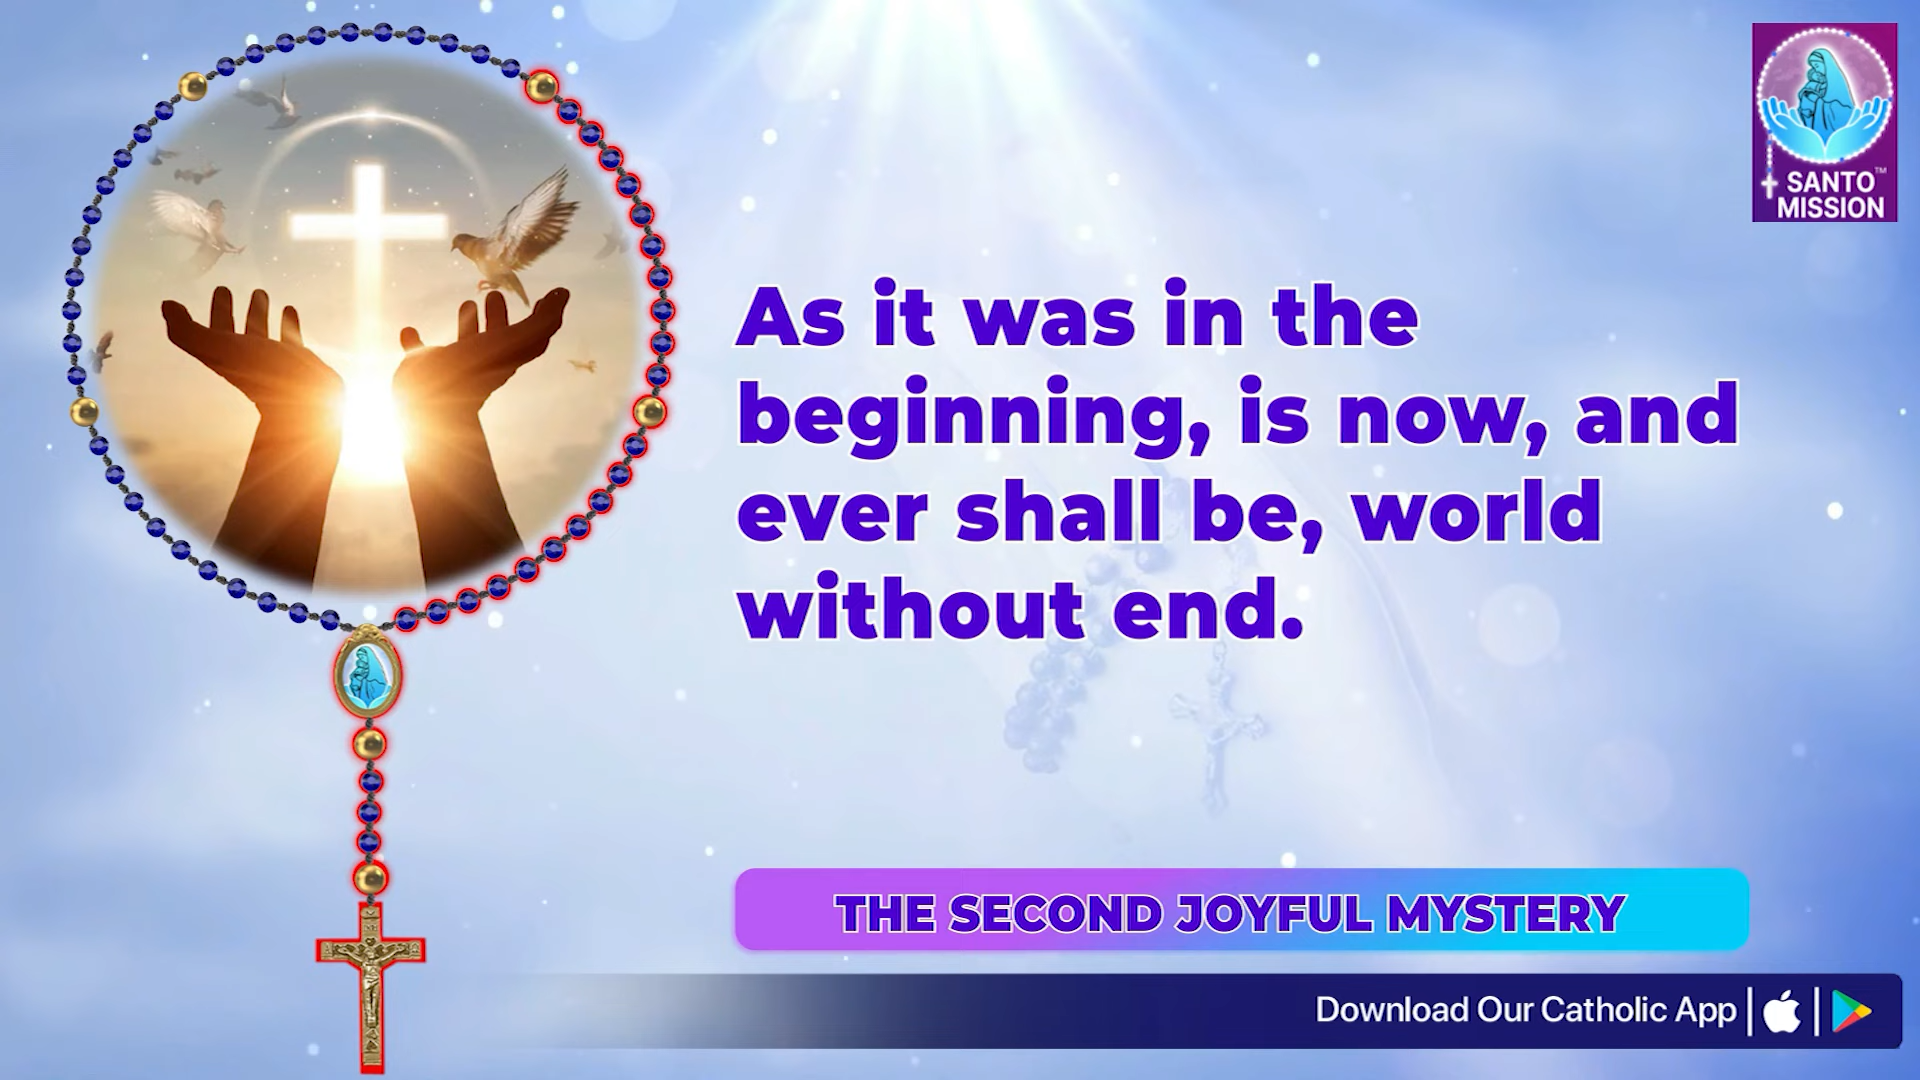 SANTO™
MISSION
As it was in the
beginning, is now, and
ever shall be, world
without end.
THE SECOND JOYFUL MYSTERY
Download Our Catholic App